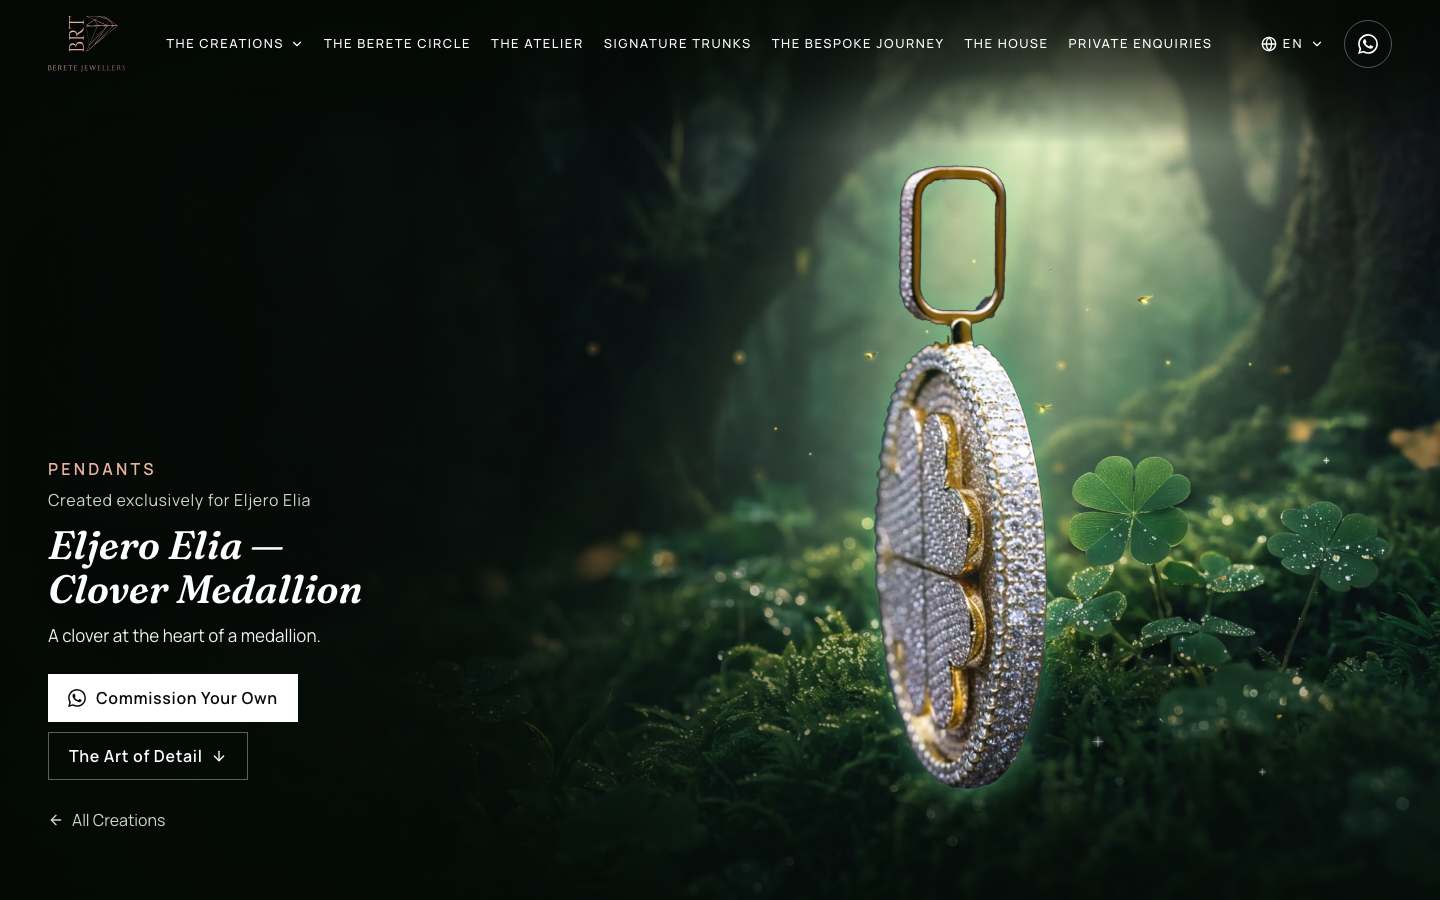 BRT
BERETE JEWELLERS
THE CREATIONS
THE BERETE CIRCLE
THE ATELIER
SIGNATURE TRUNKS
THE BESPOKE JOURNEY
THE HOUSE
PRIVATE ENQUIRIES
EN
PENDANTS
Created exclusively for Eljero Elia
Eljero Elia —
Clover Medallion
A clover at the heart of a medallion.
Commission Your Own
The Art of Detail ↓
← All Creations